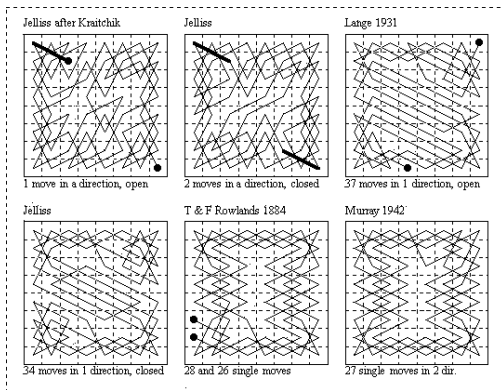 Jelliss after Kraitchik
Jelliss
Lange 1931
1 move in a direction, open
2 moves in a direction, closed
37 moves in 1 direction, open
Jelliss
T & F Rowlands 1884
Murray 1942
34 moves in 1 direction, closed
28 and 26 single moves
27 single moves in 2 dir.